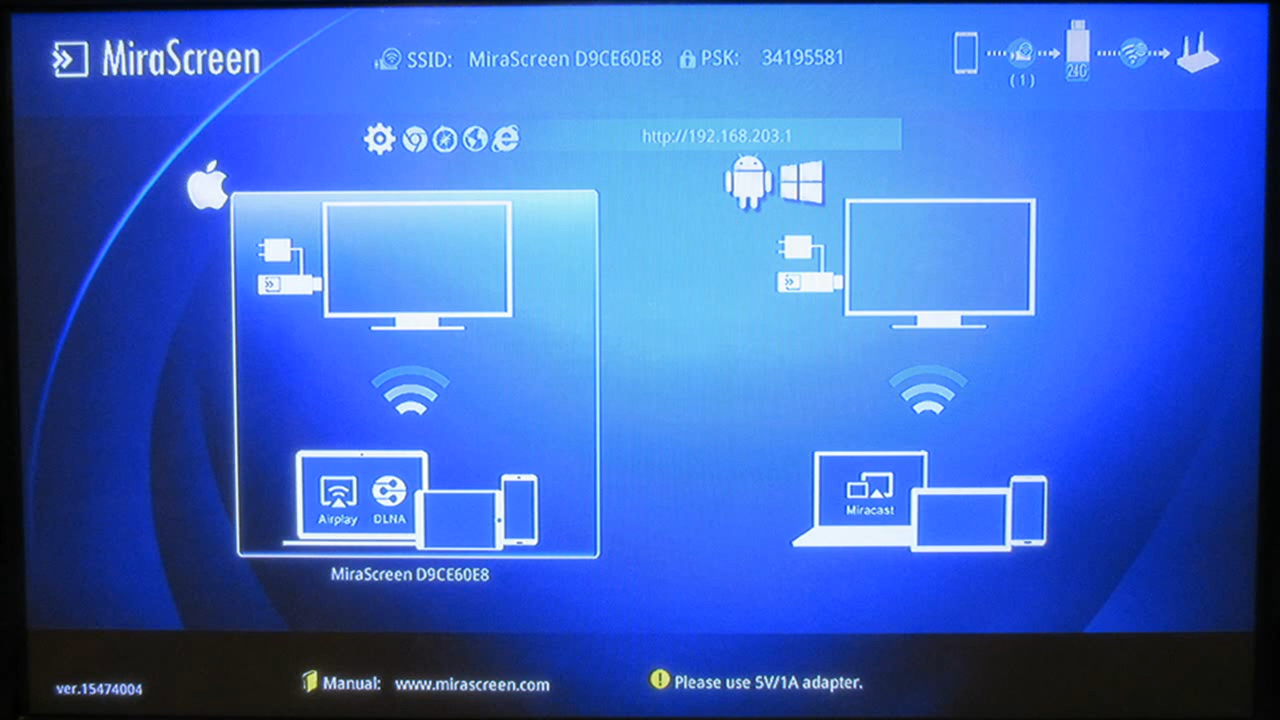 MiraScreen
SSID: MiraScreen D9CE60E8 PSK: 34195581
(1)
24G
http://192.168.203.1
Airplay DLNA
Miracast
MiraScreen D9CE60E8
ver.15474004
Manual: www.mirascreen.com
Please use 5V/1A adapter.